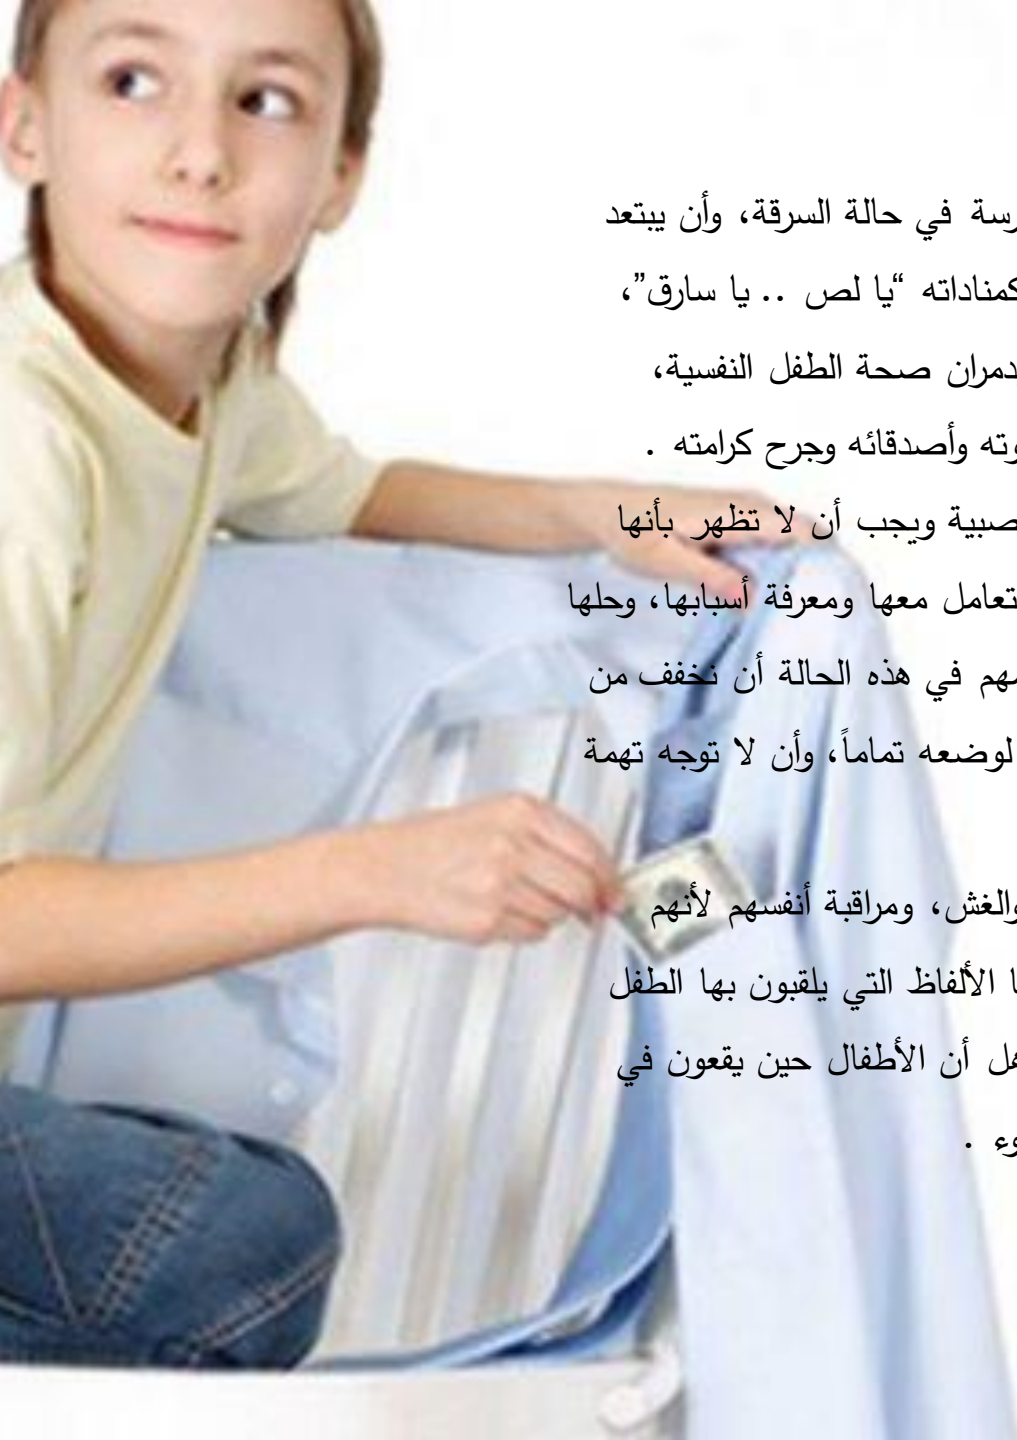 رسة في حالة السرقة، وأن يبتعد
كمناداته “يا لص .. يا سارق”،
دمران صحة الطفل النفسية،
وته وأصدقائه وجرح كرامته .
صبية ويجب أن لا تظهر بأنها
تعامل معها ومعرفة أسبابها، وحلها
مهم في هذه الحالة أن نخفف من
لوضعه تماماً، وأن لا توجه تهمة
والغش، ومراقبة أنفسهم لأنهم
ا الألفاظ التي يلقبون بها الطفل
هل أن الأطفال حين يقعون في
وء .